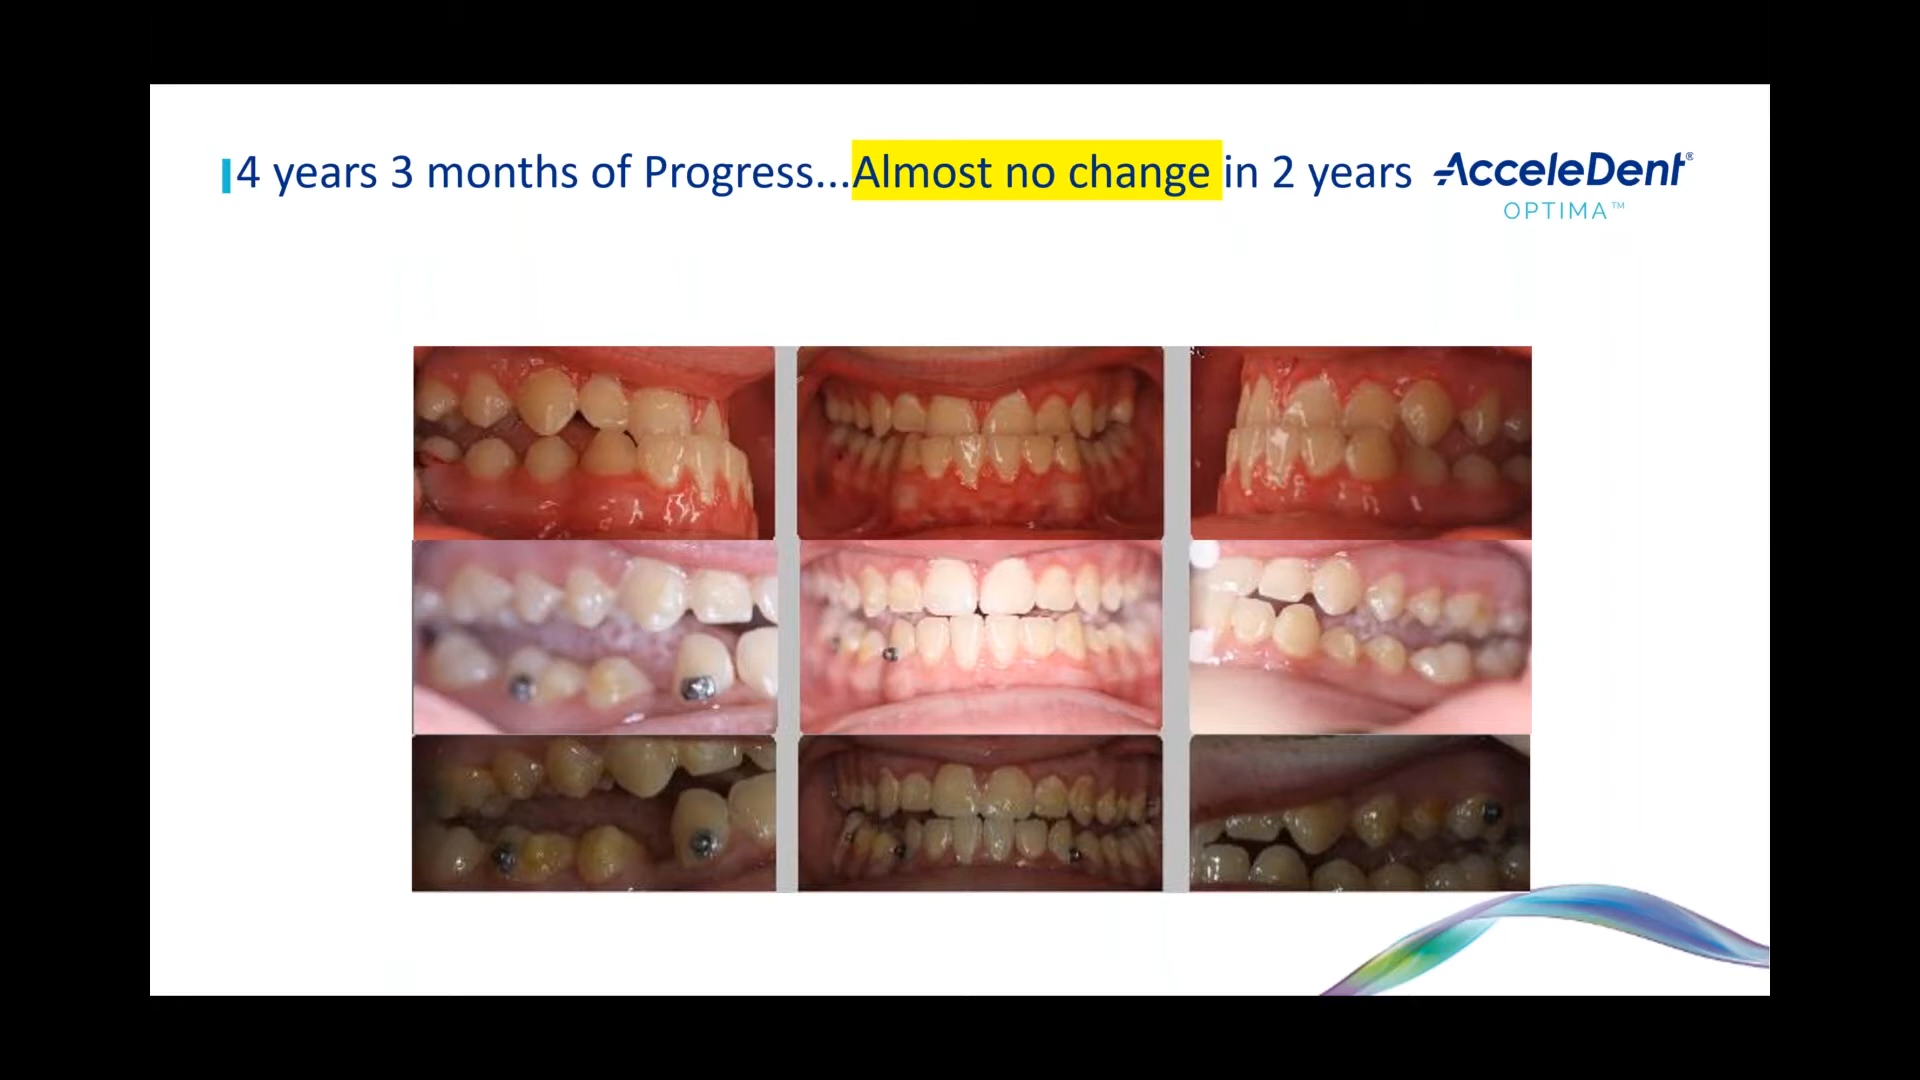 4 years 3 months of Progress...Almost no change in 2 years
AcceleDent®
OPTIMA™